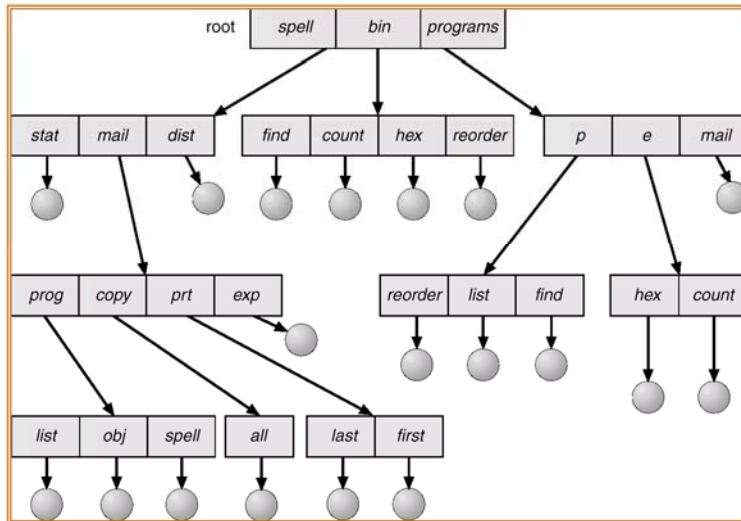 root spell bin programs
stat mail dist find count hex reorder p e mail
prog copy prt exp reorder list find hex count
list obj spell all last first